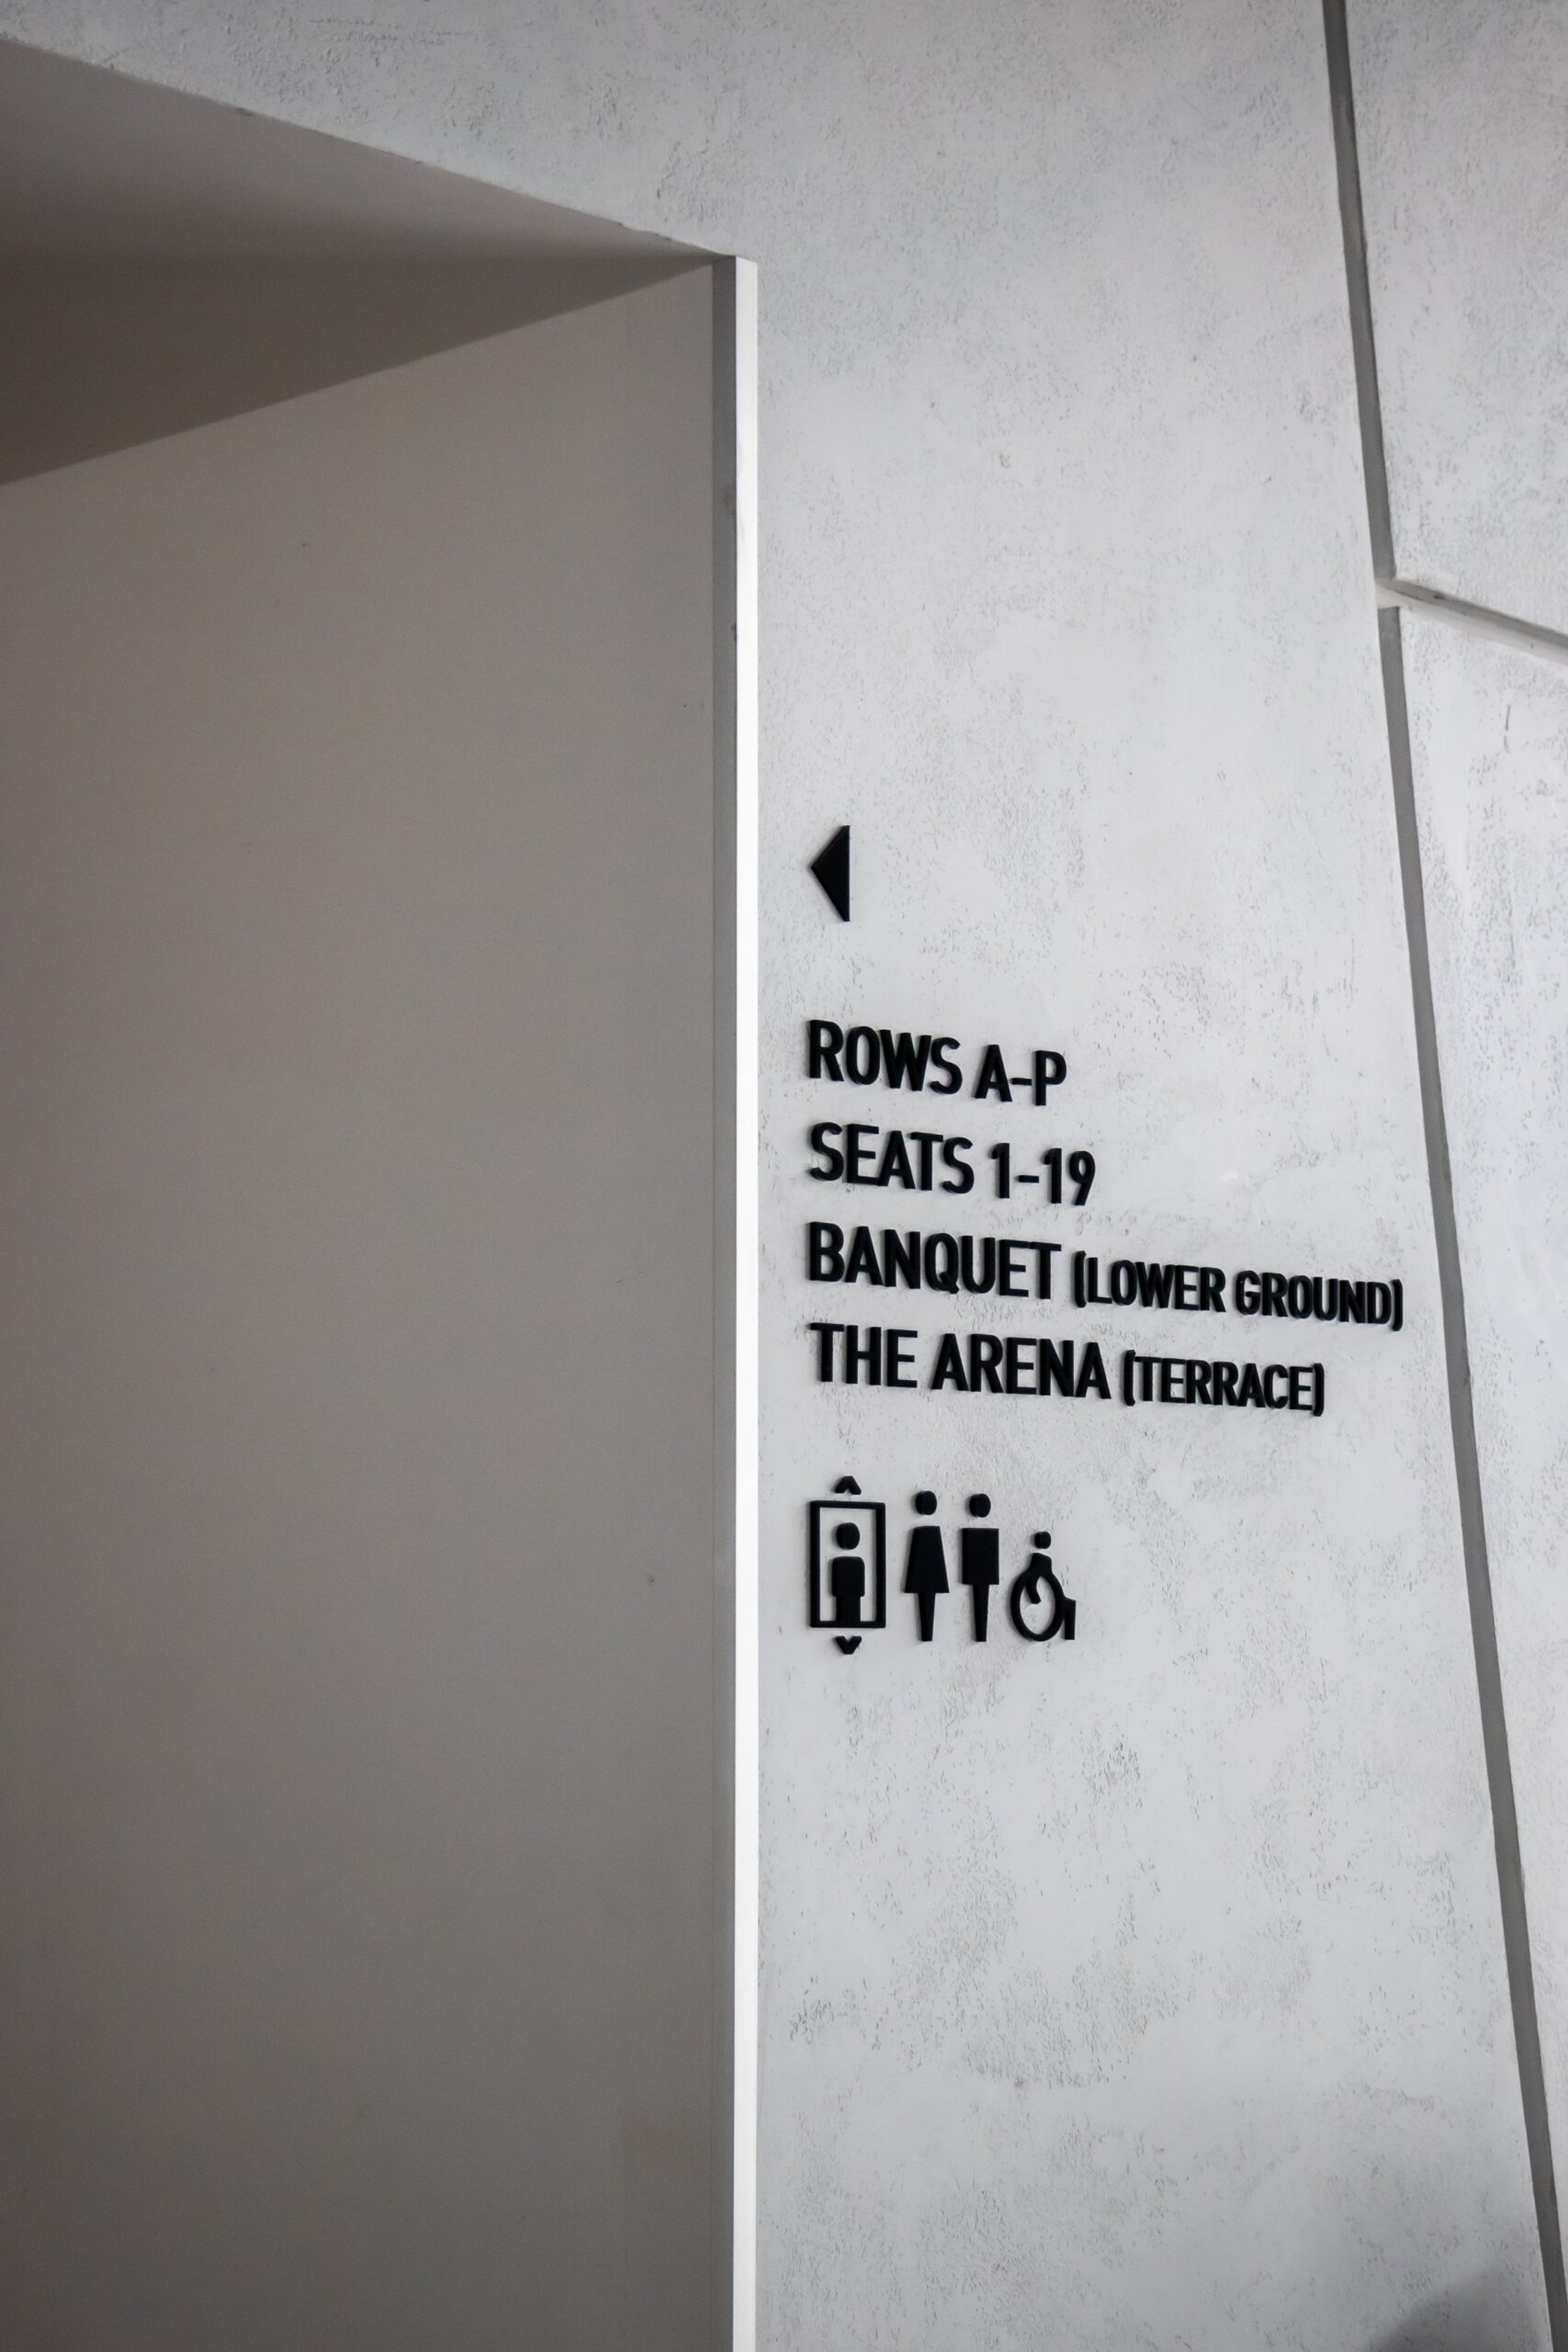 ROWS A-P
SEATS 1-19
BANQUET (LOWER GROUND)
THE ARENA (TERRACE)